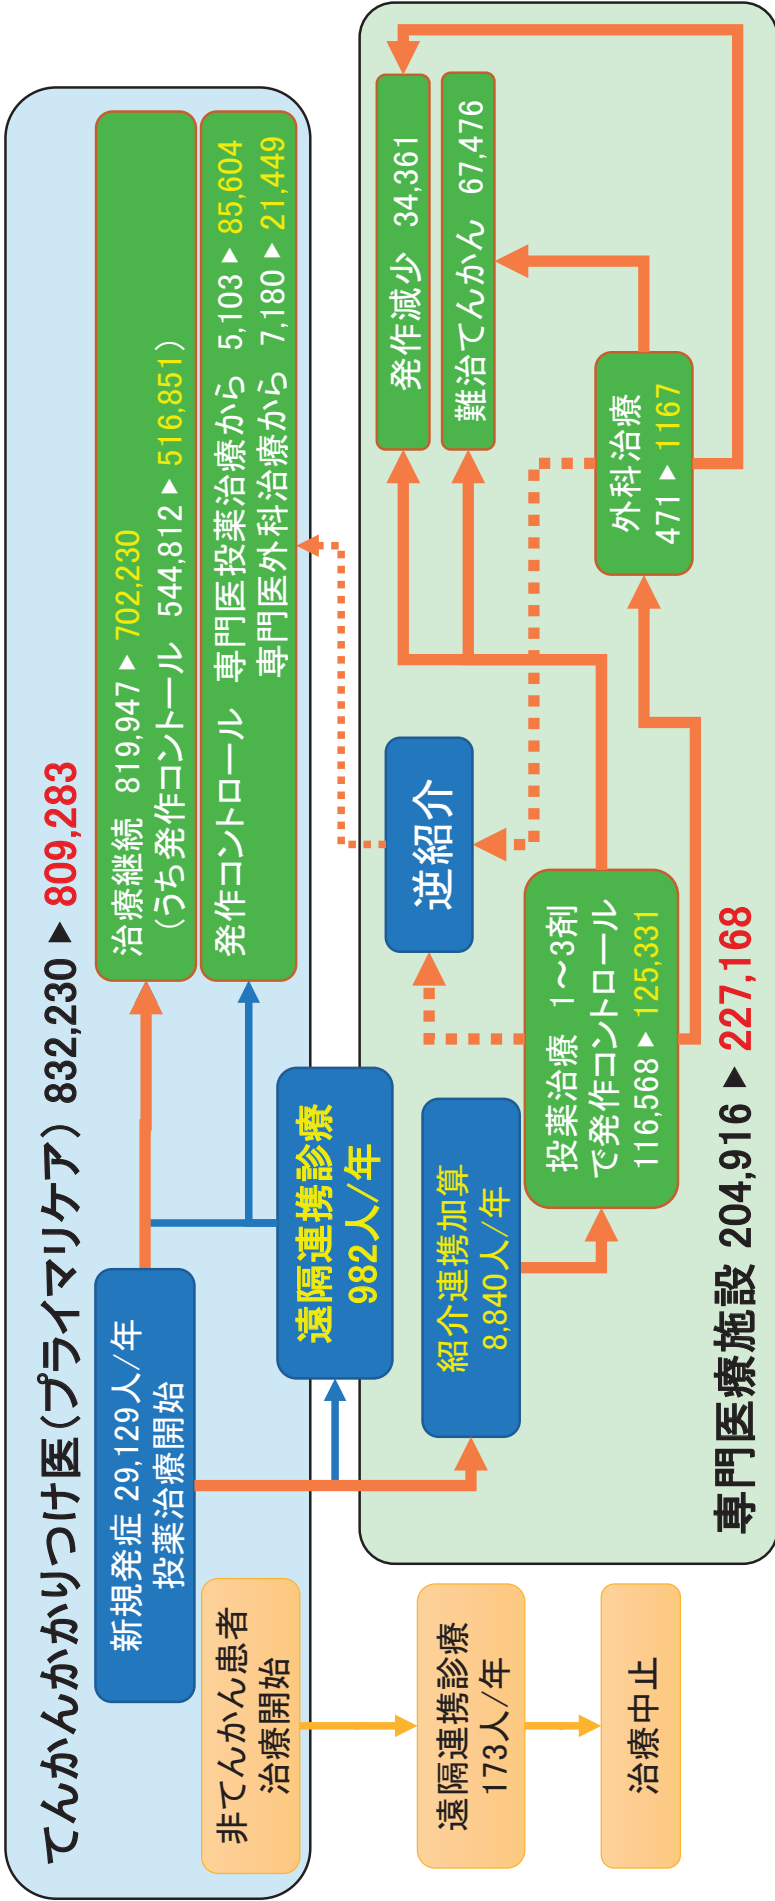 てんかんかかりつけ医（プライマリケア）832,230 ▶ 809,283
新規発症 29,129人/年
投薬治療開始
治療継続 819,947 ▶ 702,230
（うち発作コントロール 544,812 ▶ 516,851）
発作コントロール 専門医投薬治療から 5,103 ▶ 85,604
専門医外科治療から 7,180 ▶ 21,449
非てんかん患者
治療開始
遠隔連携診療
982人/年
遠隔連携診療
173人/年
治療中止
紹介連携加算
8,840人/年
逆紹介
発作減少 34,361
難治てんかん 67,476
投薬治療 1～3剤
で発作コントロール
116,568 ▶ 125,331
外科治療
471 ▶ 1167
専門医療施設 204,916 ▶ 227,168